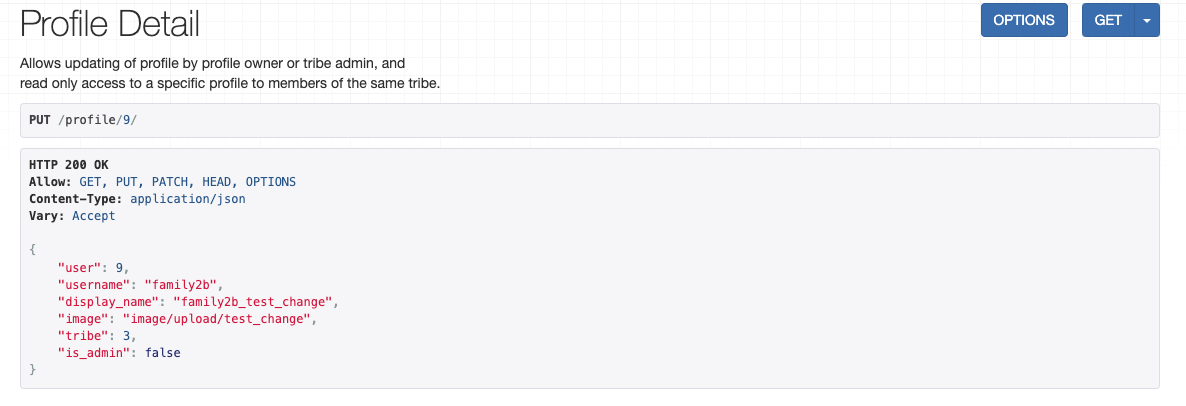 Profile Detail
OPTIONS
GET
Allows updating of profile by profile owner or tribe admin, and
read only access to a specific profile to members of the same tribe.
PUT /profile/9/
HTTP 200 OK
Allow: GET, PUT, PATCH, HEAD, OPTIONS
Content-Type: application/json
Vary: Accept
{
    "user": 9,
    "username": "family2b",
    "display_name": "family2b_test_change",
    "image": "image/upload/test_change",
    "tribe": 3,
    "is_admin": false
}